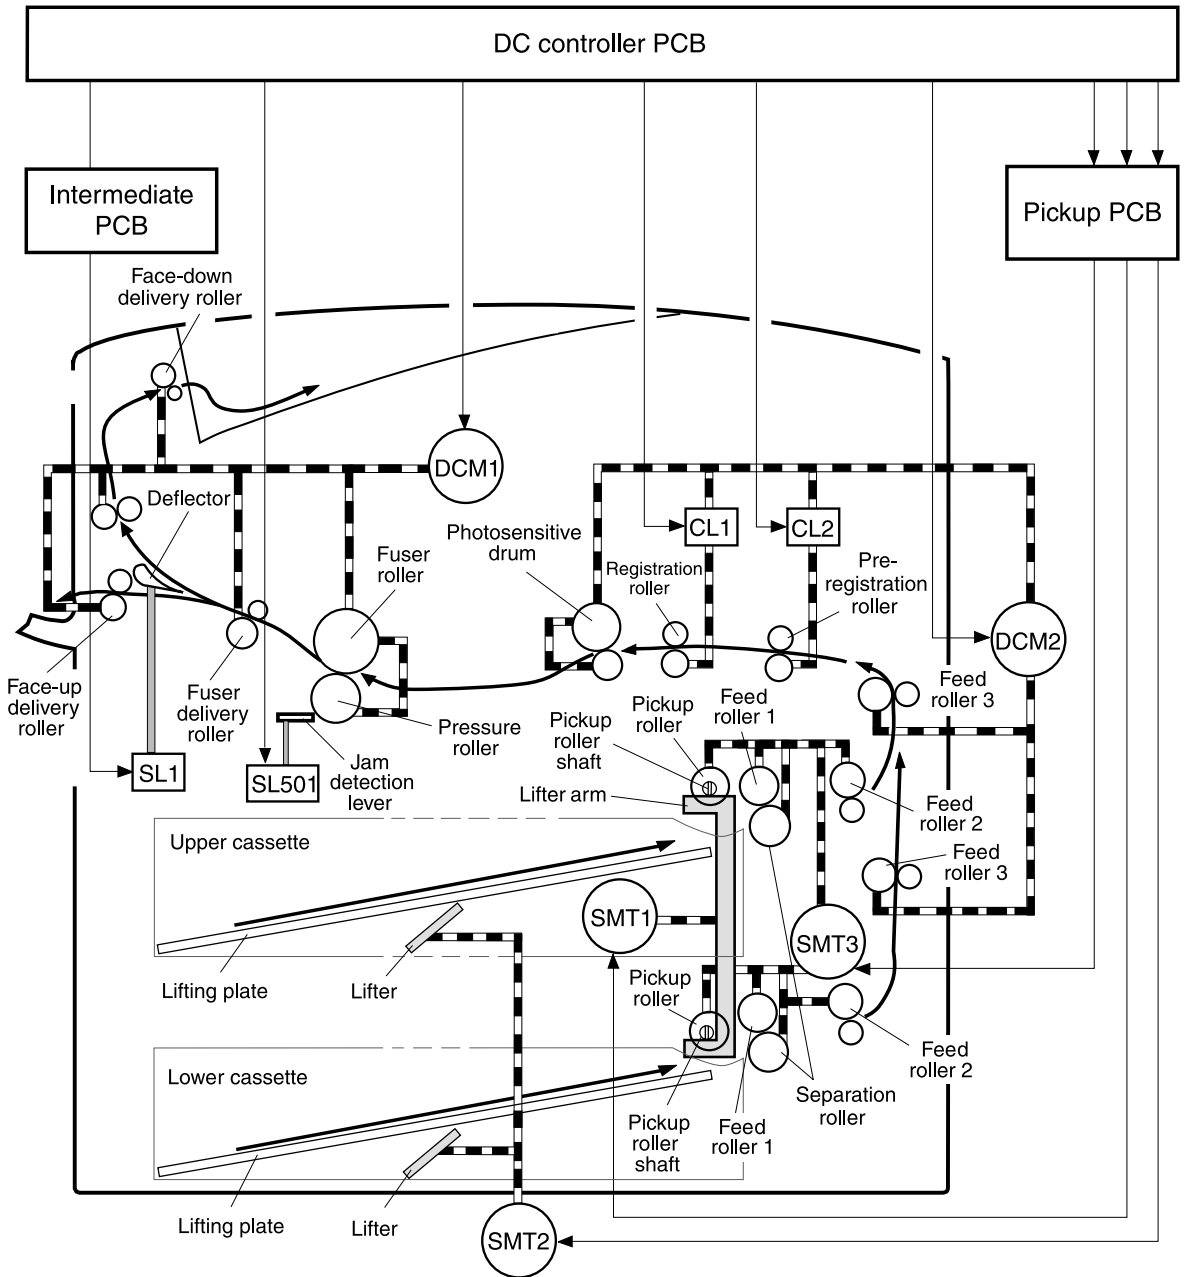 DC controller PCB
Intermediate
PCB
Pickup PCB
Face-down
delivery roller
DCM1
Deflector
CL1
CL2
Photosensitive
drum
Fuser
roller
Registration
roller
Pre-
registration
roller
DCM2
Face-up
delivery
roller
Fuser
delivery
roller
Pressure
roller
Pickup
roller
Feed
roller 1
Feed
roller 3
Pickup
roller
shaft
SL1
SL501
Jam
detection
lever
Lifter arm
Feed
roller 2
Upper cassette
Feed
roller 3
SMT1
SMT3
Lifting plate
Lifter
Pickup
roller
Lower cassette
Feed
roller 2
Separation
roller
Pickup
roller
shaft
Feed
roller 1
Lifting plate
Lifter
SMT2